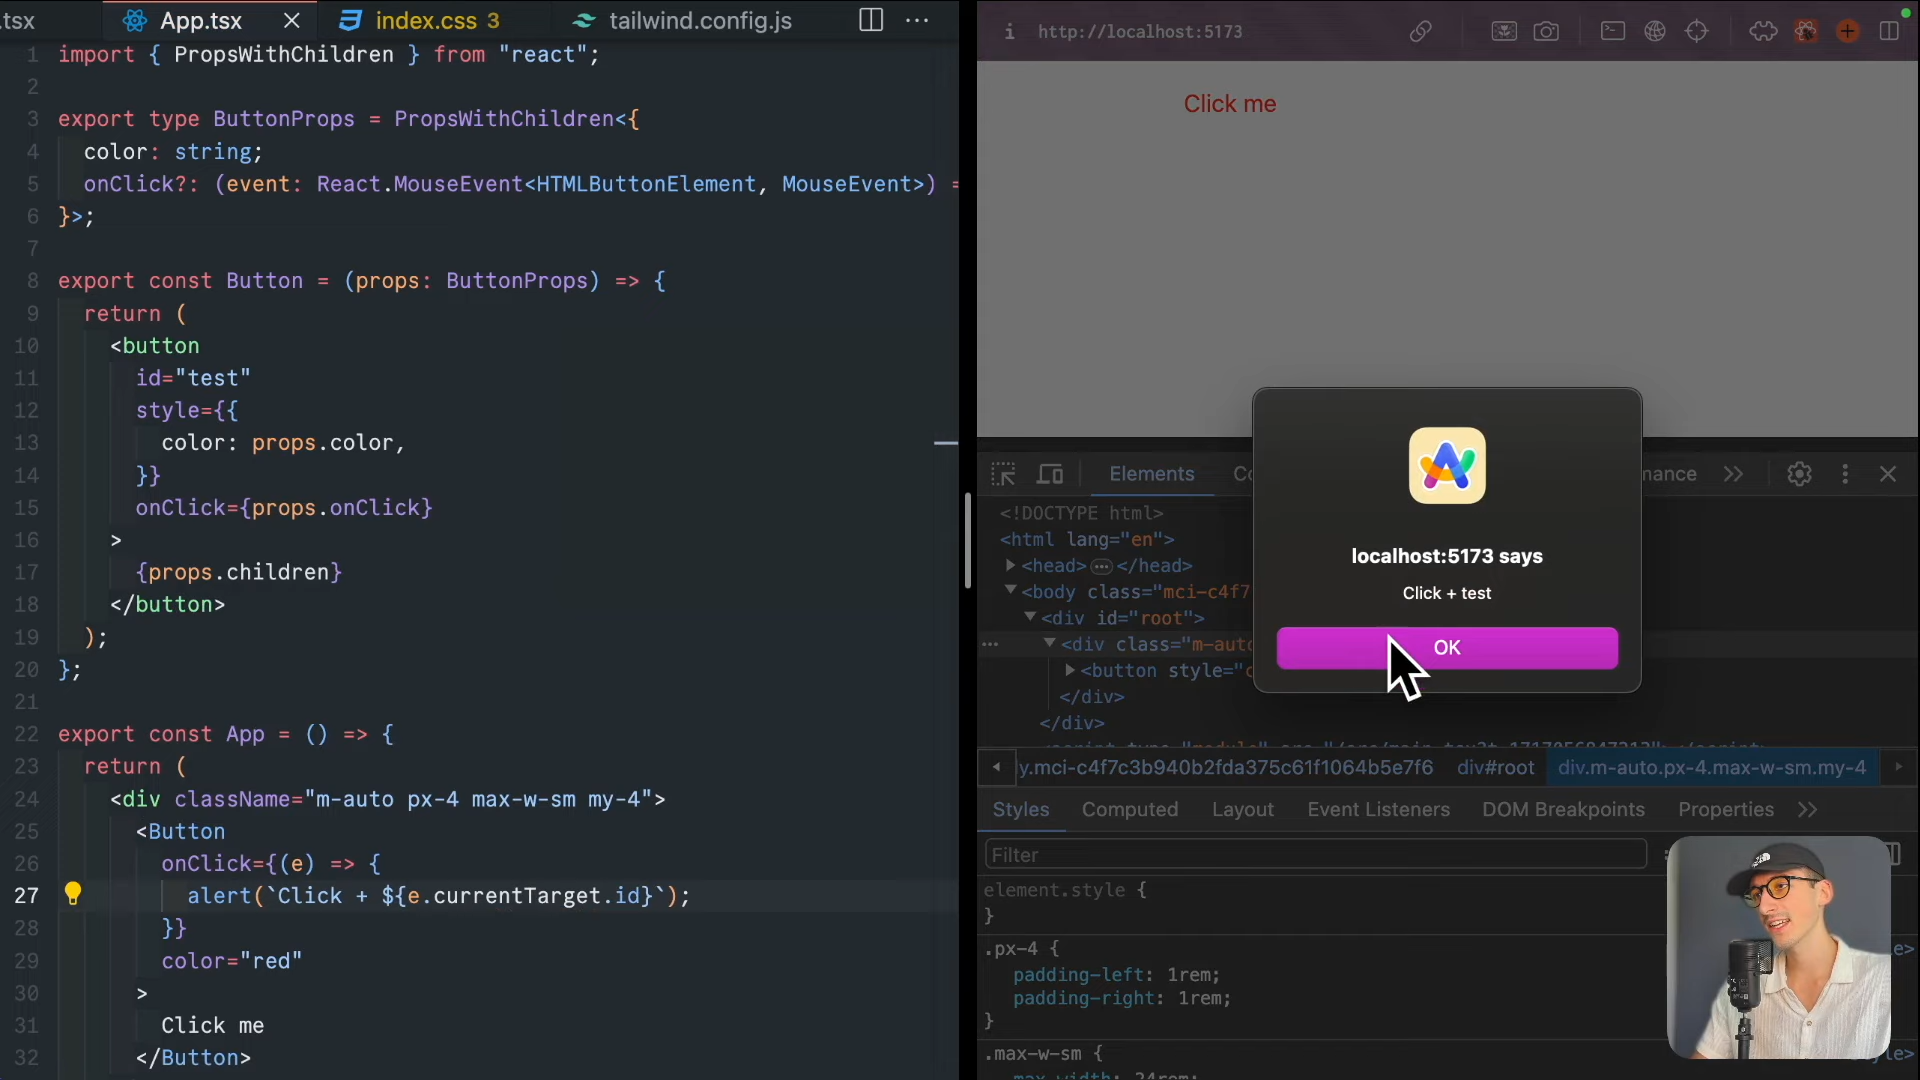 .tsx
App.tsx
index.css 3
tailwind.config.js
1 import { PropsWithChildren } from "react";
2
3 export type ButtonProps = PropsWithChildren<{
4 color: string;
5 onClick?: (event: React.MouseEvent<HTMLButtonElement, MouseEvent>) =
6 }>;
7
8 export const Button = (props: ButtonProps) => {
9 return (
10 <button
11 id="test"
12 style={{
13 color: props.color,
14 }}
15 onClick={props.onClick}
16 >
17 {props.children}
18 </button>
19 );
20 };
21
22 export const App = () => {
23 return (
24 <div className="m-auto px-4 max-w-sm my-4">
25 <Button
26 onClick={(e) => {
27 alert(`Click + ${e.currentTarget.id}`);
28 }}
29 color="red"
30 >
31 Click me
32 </Button>
http://localhost:5173
Click me
localhost:5173 says
Click + test
OK
Elements
Co
nance
<!DOCTYPE html>
<html lang="en">
<head> ··· </head>
<body class="mci-c4f7
<div id="root">
<div class="m-auto
<button style="c
</div>
</div>
y.mci-c4f7c3b940b2fda375c61f1064b5e7f6 div#root div.m-auto.px-4.max-w-sm.my-4
Styles Computed Layout Event Listeners DOM Breakpoints Properties
Filter
element.style {
}
.px-4 {
padding-left: 1rem;
padding-right: 1rem;
}
.max-w-sm {